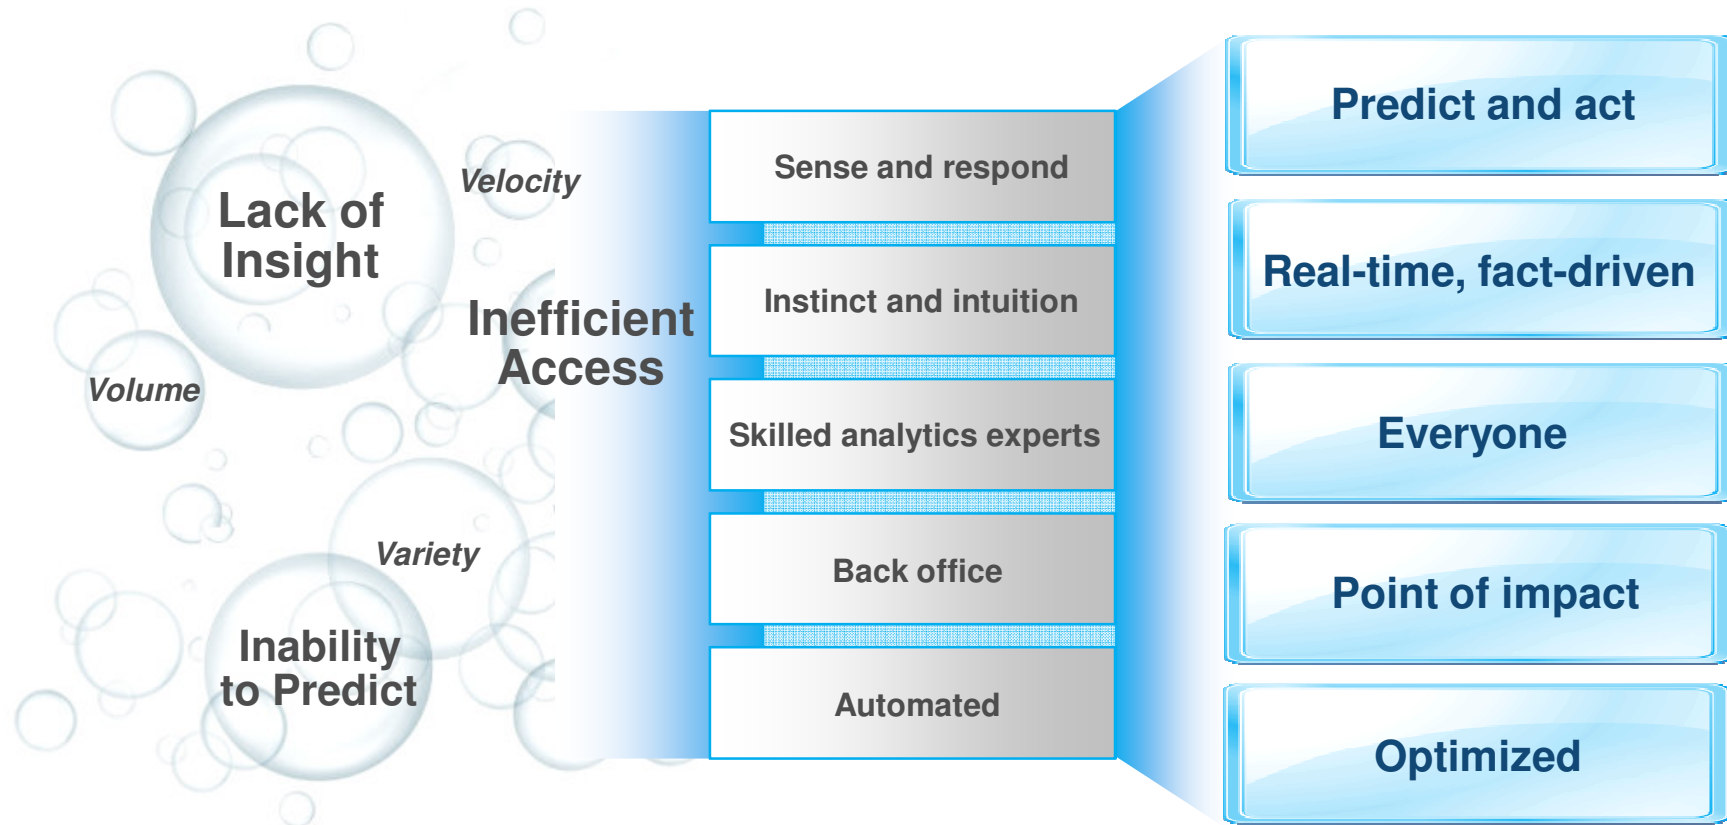 Lack of
Insight
Velocity
Inefficient
Access
Volume
Variety
Inability
to Predict
Sense and respond
Instinct and intuition
Skilled analytics experts
Back office
Automated
Predict and act
Real-time, fact-driven
Everyone
Point of impact
Optimized